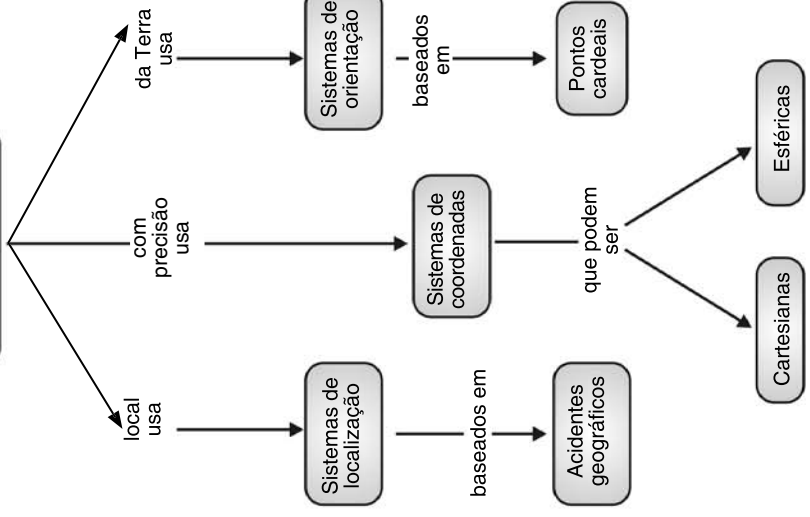 local
usa
com
precisão
usa
da Terra
usa
Sistemas de
localização
Sistemas de
coordenadas
Sistemas de
orientação
baseados em
que podem
ser
baseados
em
Acidentes
geográficos
Pontos
cardeais
Cartesianas
Esféricas